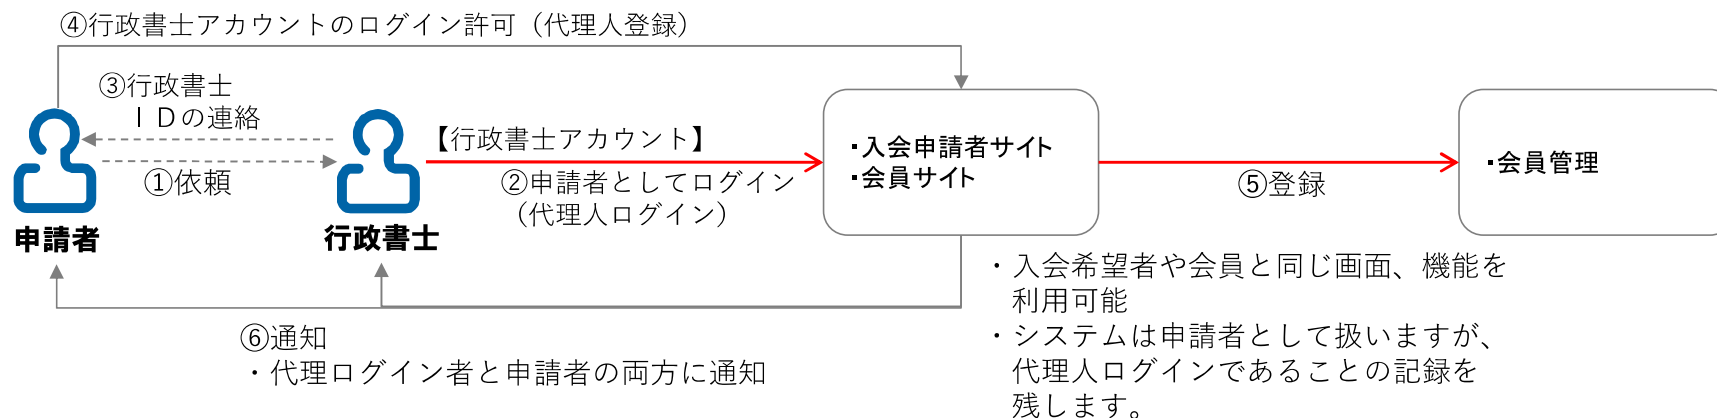 ④行政書士アカウントのログイン許可（代理人登録）
③行政書士
ＩＤの連絡
①依頼
申請者
行政書士
【行政書士アカウント】
②申請者としてログイン
（代理人ログイン）
・入会申請者サイト
・会員サイト
⑤登録
・会員管理
⑥通知
・代理ログイン者と申請者の両方に通知
・入会希望者や会員と同じ画面、機能を
利用可能
・システムは申請者として扱いますが、
代理人ログインであることの記録を
残します。